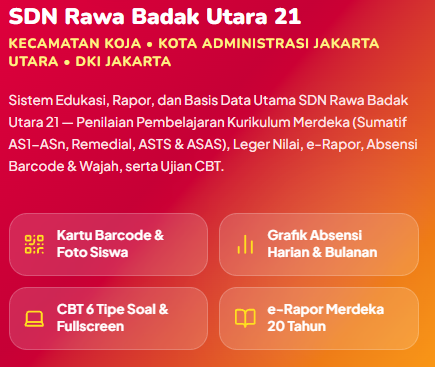 SDN Rawa Badak Utara 21
KECAMATAN KOJA • KOTA ADMINISTRASI JAKARTA
UTARA • DKI JAKARTA
Sistem Edukasi, Rapor, dan Basis Data Utama SDN Rawa Badak
Utara 21 — Penilaian Pembelajaran Kurikulum Merdeka (Sumatif
AS1–ASn, Remedial, ASTS & ASAS), Leger Nilai, e-Rapor, Absensi
Barcode & Wajah, serta Ujian CBT.
Kartu Barcode &
Foto Siswa
Grafik Absensi
Harian & Bulanan
CBT 6 Tipe Soal &
Fullscreen
e-Rapor Merdeka
20 Tahun